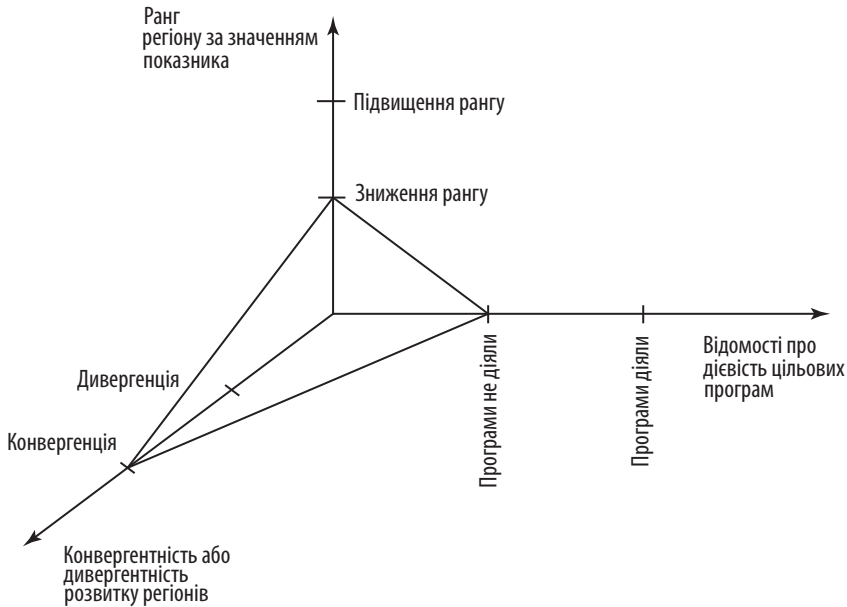 Ранг
регіону за значенням
показника
Підвищення рангу
Зниження рангу
Відомості про
дієвість цільових
програм
Програми не діяли
Програми діяли
Дивергенція
Конвергенція
Конвергентність або
дивергентність
розвитку регіонів